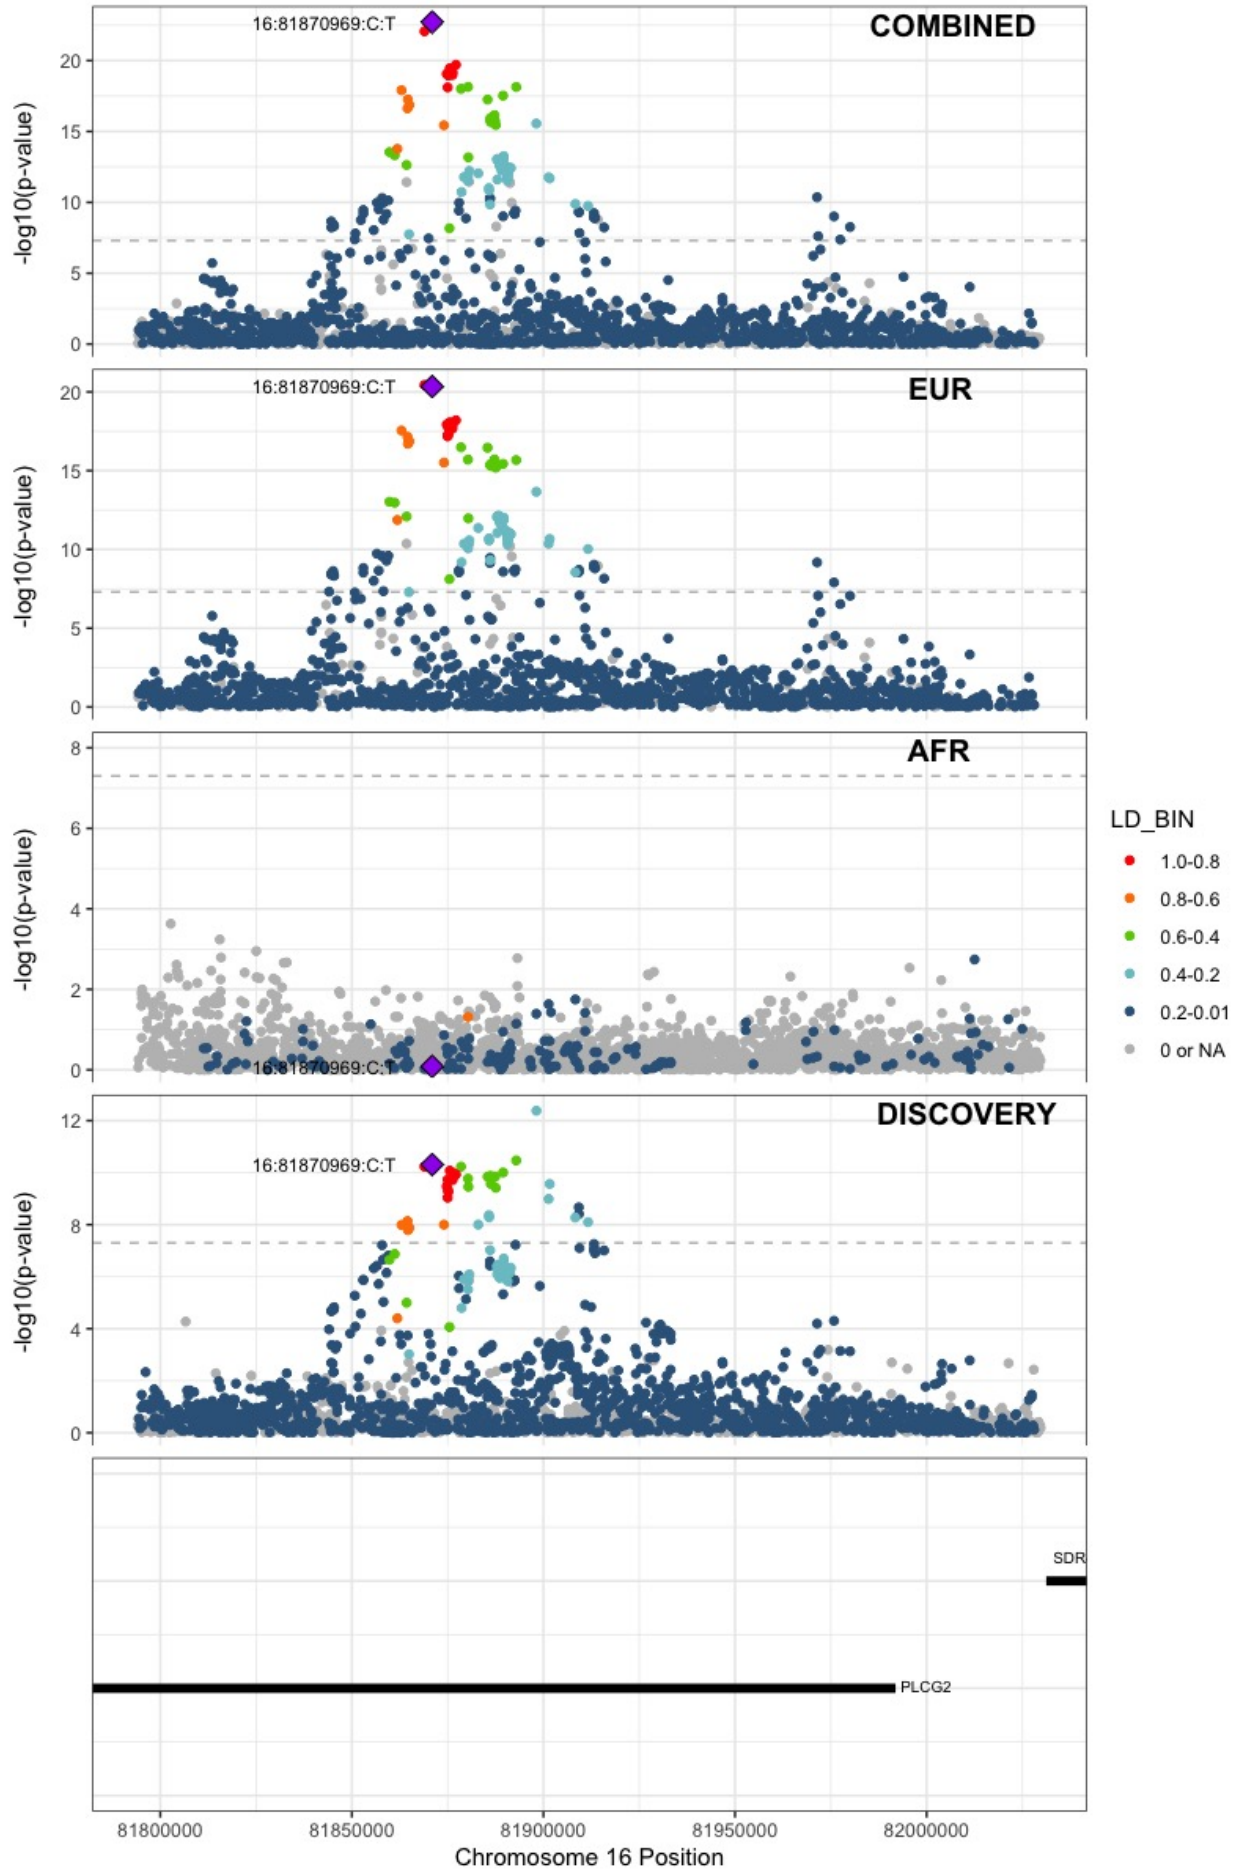 16:81870969:C:T
COMBINED
20
15
10
5
0
-log10(p-value)
16:81870969:C:T
EUR
20
15
10
5
0
-log10(p-value)
AFR
8
6
4
2
0
-log10(p-value)
16:81870969:C:T
LD_BIN
1.0-0.8
0.8-0.6
0.6-0.4
0.4-0.2
0.2-0.01
0 or NA
DISCOVERY
12
16:81870969:C:T
8
4
0
-log10(p-value)
SDR
PLCG2
81800000 81850000 81900000 81950000 82000000
Chromosome 16 Position